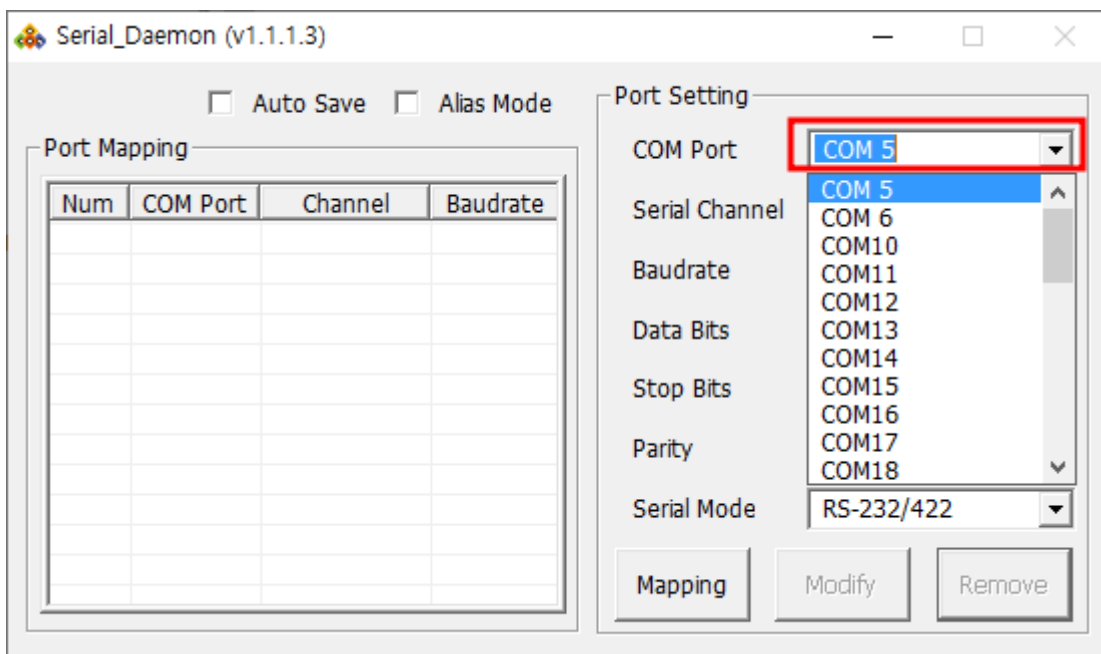 Serial_Daemon (v1.1.1.3)
Auto Save Alias Mode
Port Mapping
Num COM Port Channel Baudrate
Port Setting
COM Port COM 5
COM 5
COM 6
COM10
COM11
COM12
COM13
COM14
COM15
COM16
COM17
COM18
Serial Channel
Baudrate
Data Bits
Stop Bits
Parity
Serial Mode RS-232/422
Mapping Modify Remove